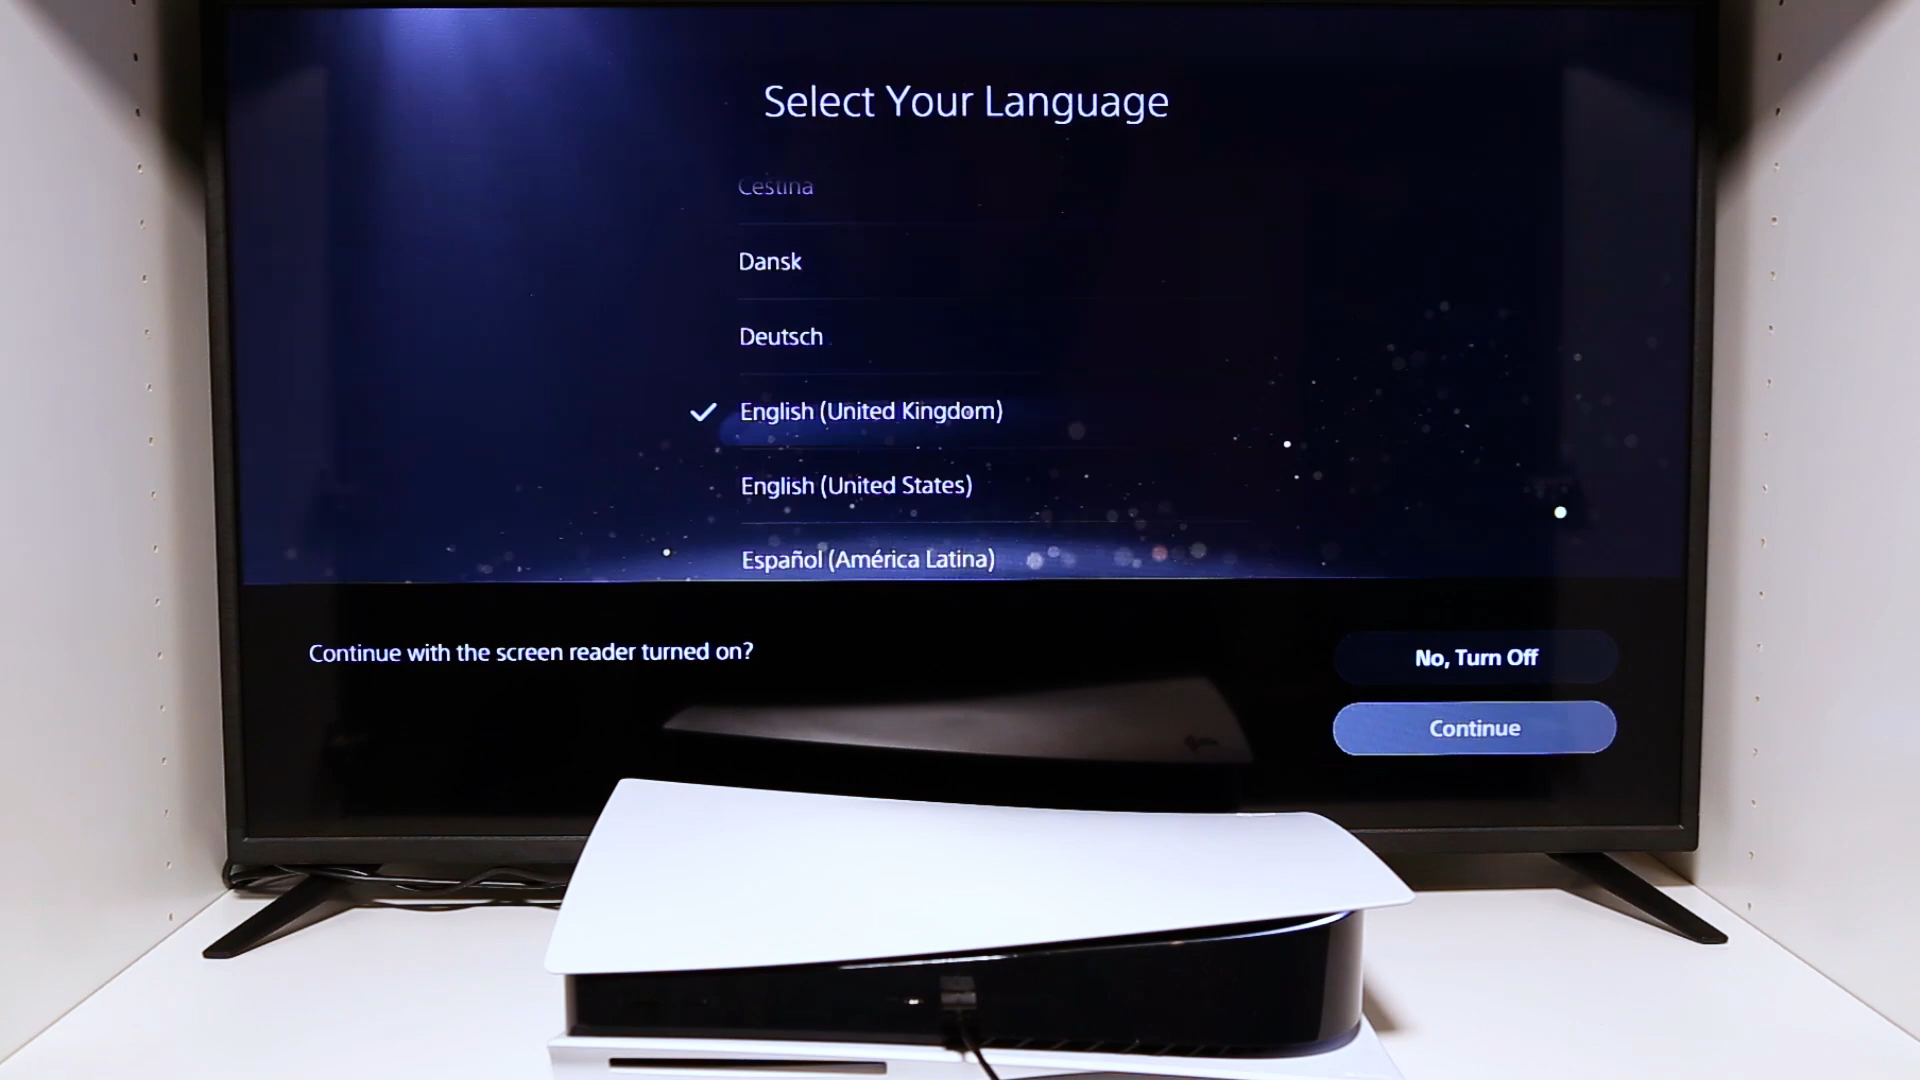 Select Your Language
Čeština
Dansk
Deutsch
English (United Kingdom)
English (United States)
Español (América Latina)
Continue with the screen reader turned on?
No, Turn Off
Continue